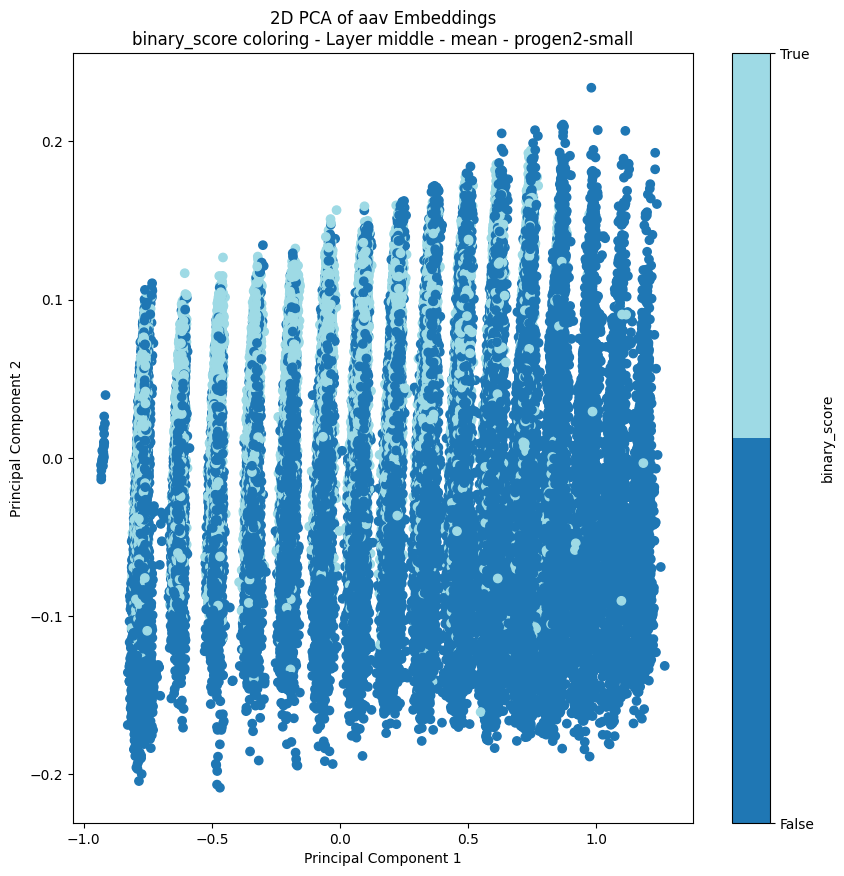 2D PCA of aav Embeddings
binary_score coloring - Layer middle - mean - progen2-small
True
0.2
0.1
0.0
−0.1
−0.2
Principal Component 2
binary_score
False
−1.0
−0.5
0.0
0.5
1.0
Principal Component 1